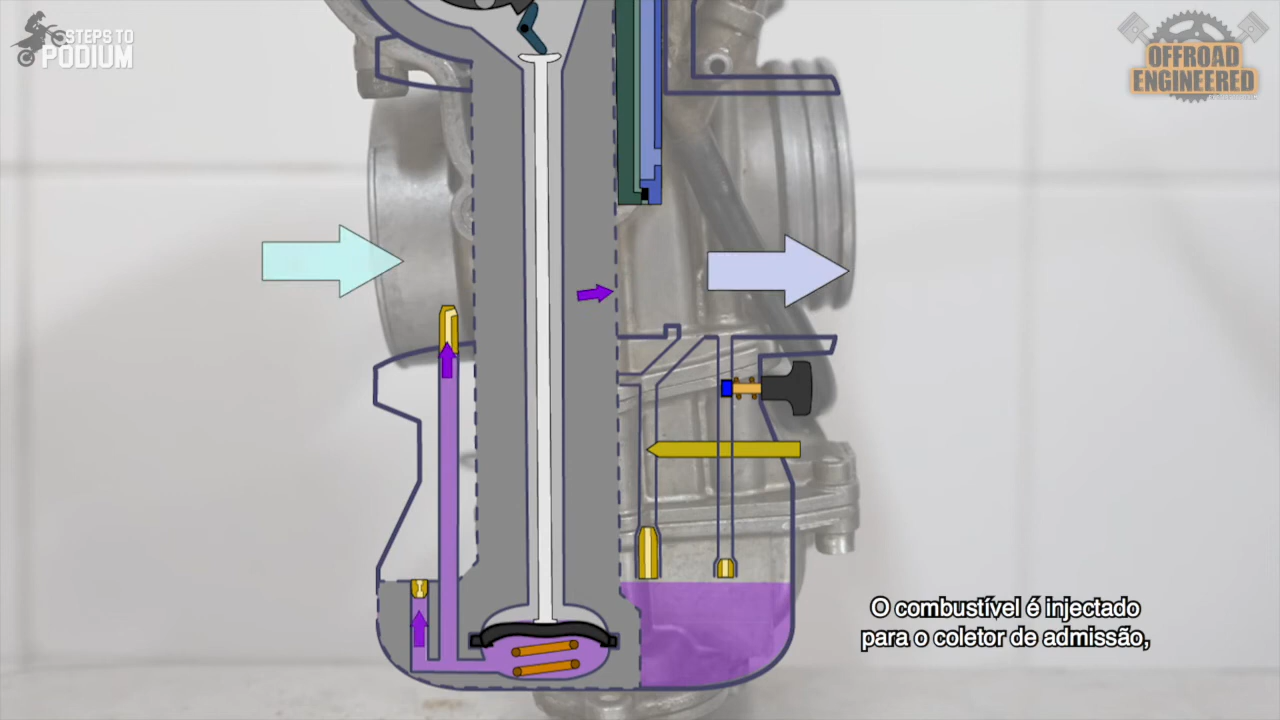 STEPS TO
PODIUM
OFFROAD
ENGINEERED
O combustível é injectado
para o coletor de admissão,